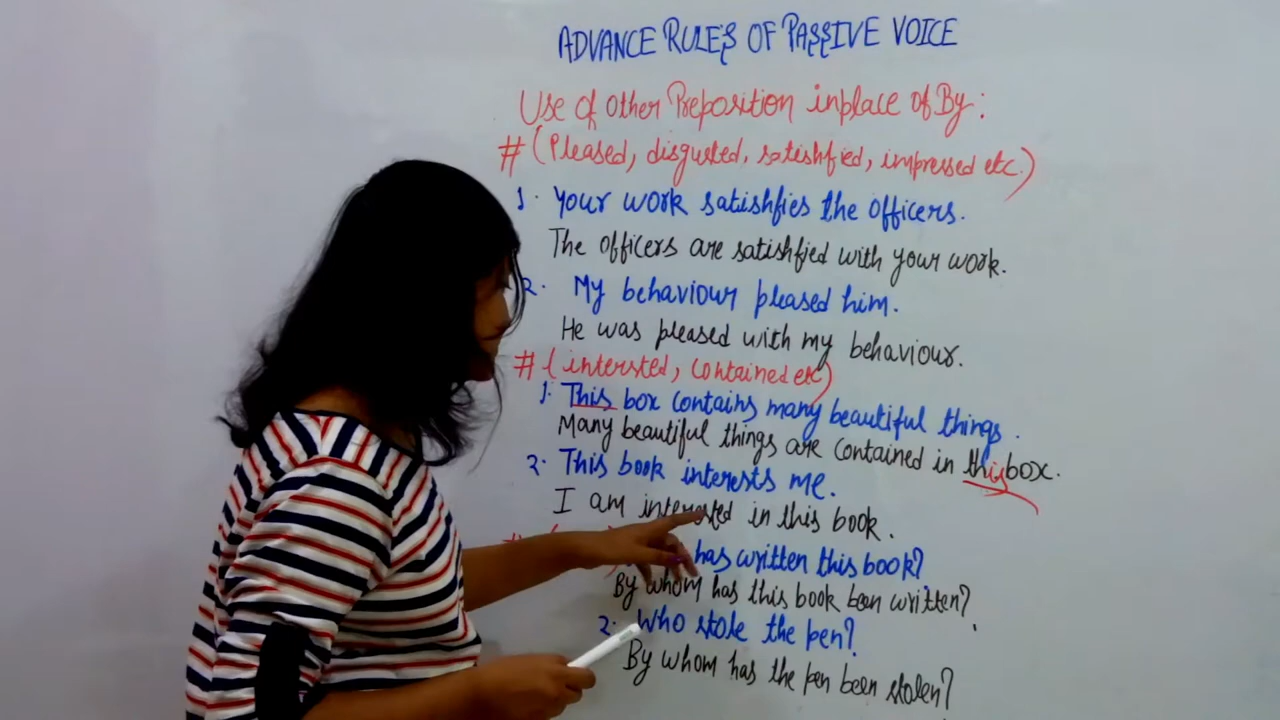 ADVANCE RULES OF PASSIVE VOICE
Use of other Preposition inplace of By:
# (Pleased, disgusted, satishfied, impressed etc.)
1. Your work satishfies the officers.
The officers are satishfied with your work.
2. My behaviour pleased him.
He was pleased with my behaviour.
# (intersted, contained etc)
1. This box contains many beautiful things.
Many beautiful things are contained in this box.
2. This book interests me.
I am interested in this book.
# (
has written this book?
By whom has this book been written?
2. Who stole the pen?
By whom has the pen been stolen?